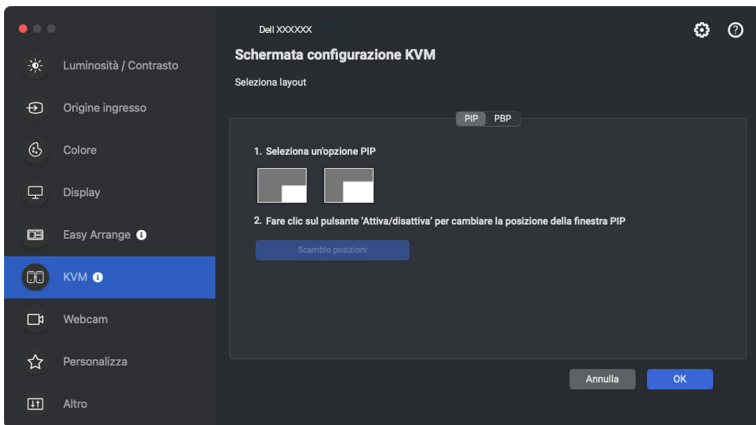 Dell XXXXXX
Schermata configurazione KVM
Seleziona layout
Luminosità / Contrasto
Origine ingresso
Colore
Display
Easy Arrange
KVM
Webcam
Personalizza
Altro
PIP PBP
1. Seleziona un'opzione PIP
2. Fare clic sul pulsante 'Attiva/disattiva' per cambiare la posizione della finestra PIP
Scambio posizioni
Annulla OK